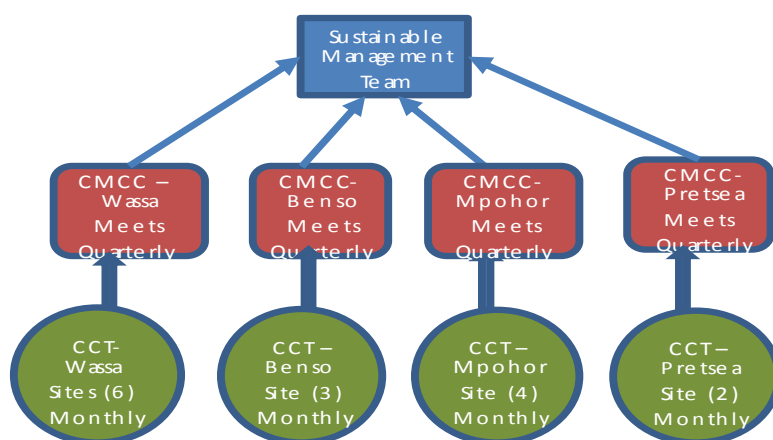 Sustainable
Management
Team
CMCC –
Wassa
Meets
Quarterly
CMCC-
Benso
Meets
Quarterly
CMCC-
Mpohor
Meets
Quarterly
CMCC-
Pretsea
Meets
Quarterly
CCT-
Wassa
Sites (6)
Monthly
CCT –
Benso
Site (3)
Monthly
CCT –
Mpohor
Site (4)
Monthly
CCT –
Pretsea
Site (2)
Monthly